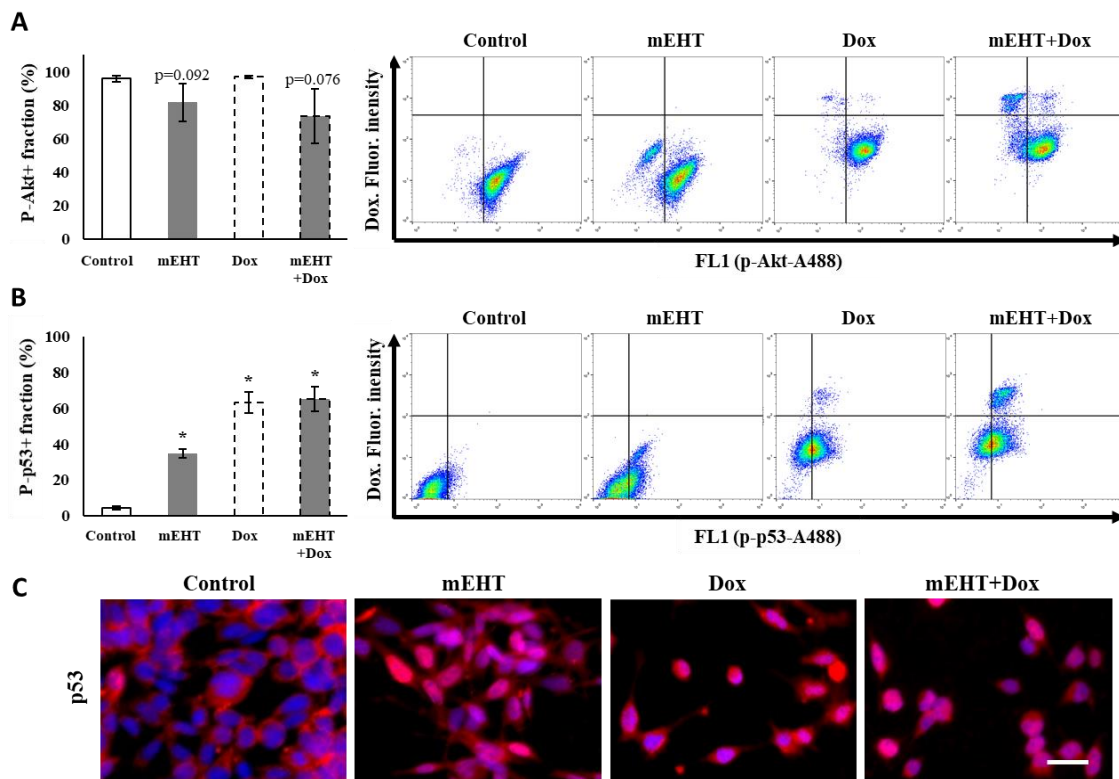 A
P-Akt+ fraction (%)
100
80
60
40
20
0
p=0.092
p=0.076
Control
mEHT
Dox
mEHT
+Dox
Control
mEHT
Dox
mEHT+Dox
Dox. Fluor. inensity
FL1 (p-Akt-A488)
B
P-p53+ fraction (%)
100
80
60
40
20
0
*
*
*
Control
mEHT
Dox
mEHT
+Dox
Control
mEHT
Dox
mEHT+Dox
Dox. Fluor. inensity
FL1 (p-p53-A488)
C
Control
mEHT
Dox
mEHT+Dox
p53